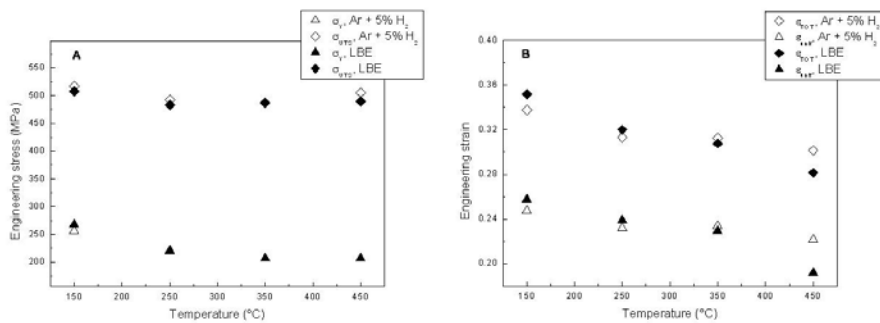 σY, Ar + 5% H2
σUTS, Ar + 5% H2
σY, LBE
σUTS, LBE
A
550
500
450
400
350
300
250
200
150 200 250 300 350 400 450
Engineering stress (MPa)
Temperature (ºC)
εTOT, Ar + 5% H2
ε, Ar + 5% H2
εTOT, LBE
ε, LBE
B
0.40
0.36
0.32
0.28
0.24
0.20
150 200 250 300 350 400 450
Engineering strain
Temperature (ºC)